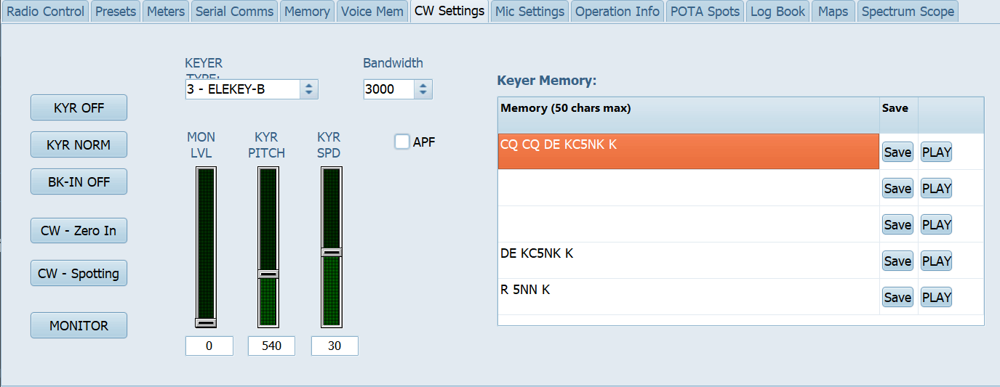 Radio Control Presets Meters Serial Comms Memory Voice Mem CW Settings Mic Settings Operation Info POTA Spots Log Book Maps Spectrum Scope
KYR OFF
KYR NORM
BK-IN OFF
CW - Zero In
CW - Spotting
MONITOR
KEYER
TYPE:
3 - ELEKEY-B
Bandwidth
3000
MON
LVL
KYR
PITCH
KYR
SPD
APF
0
540
30
Keyer Memory:
Memory (50 chars max) Save
CQ CQ DE KC5NK K Save PLAY
Save PLAY
Save PLAY
DE KC5NK K Save PLAY
R 5NN K Save PLAY